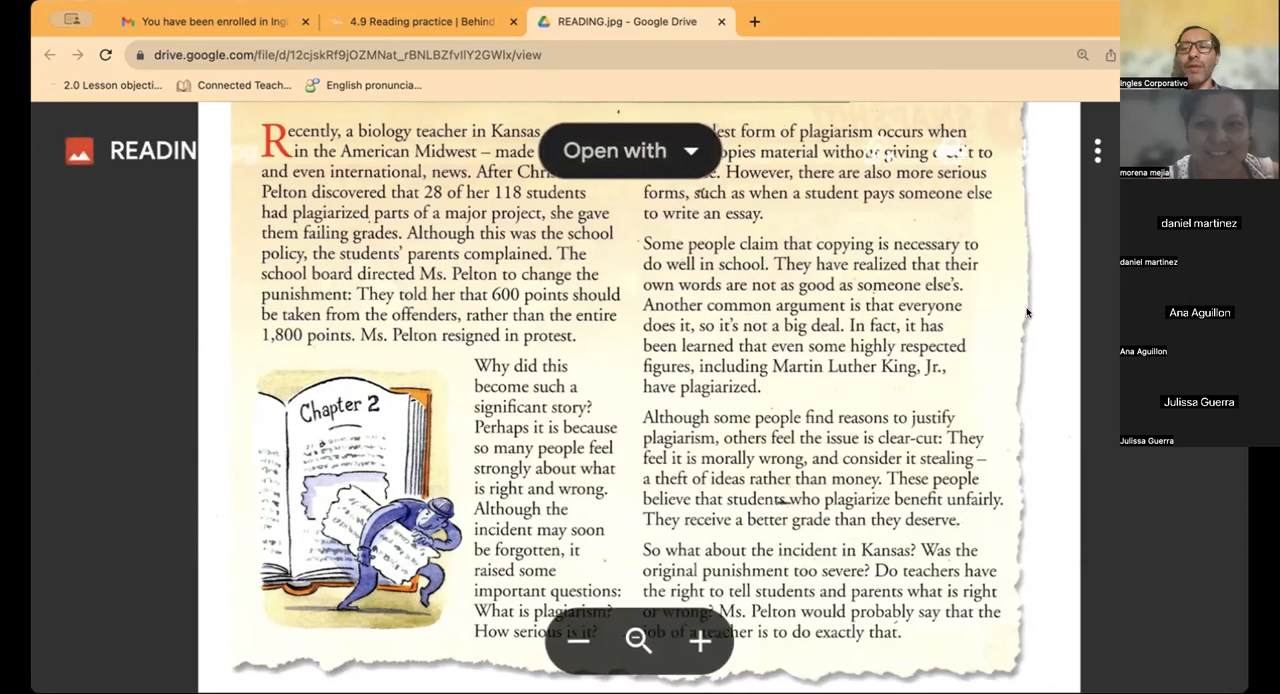 You have been enrolled in Ingl
4.9 Reading practice | Behind
READING.jpg - Google Drive
drive.google.com/file/d/12cjskRf9jOZMNat_rBNLBZfvIlY2GWlx/view
2.0 Lesson objecti...
Connected Teach...
English pronuncia...
READIN
Open with
Recently, a biology teacher in Kansas
in the American Midwest – made
and even international, news. After Chri
Pelton discovered that 28 of her 118 students
had plagiarized parts of a major project, she gave
them failing grades. Although this was the school
policy, the students' parents complained. The
school board directed Ms. Pelton to change the
punishment: They told her that 600 points should
be taken from the offenders, rather than the entire
1,800 points. Ms. Pelton resigned in protest.
Chapter 2
Why did this
become such a
significant story?
Perhaps it is because
so many people feel
strongly about what
is right and wrong.
Although the
incident may soon
be forgotten, it
raised some
important questions:
What is plagiarism?
How serious is it?
lest form of plagiarism occurs when
opies material without giving credit to
e. However, there are also more serious
forms, such as when a student pays someone else
to write an essay.
Some people claim that copying is necessary to
do well in school. They have realized that their
own words are not as good as someone else's.
Another common argument is that everyone
does it, so it's not a big deal. In fact, it has
been learned that even some highly respected
figures, including Martin Luther King, Jr.,
have plagiarized.
Although some people find reasons to justify
plagiarism, others feel the issue is clear-cut: They
feel it is morally wrong, and consider it stealing –
a theft of ideas rather than money. These people
believe that students who plagiarize benefit unfairly.
They receive a better grade than they deserve.
So what about the incident in Kansas? Was the
original punishment too severe? Do teachers have
the right to tell students and parents what is right
or wrong? Ms. Pelton would probably say that the
job of a teacher is to do exactly that.
Ingles Corporativo
morena mejia
daniel martinez
daniel martinez
Ana Aguillon
Ana Aguillon
Julissa Guerra
Julissa Guerra